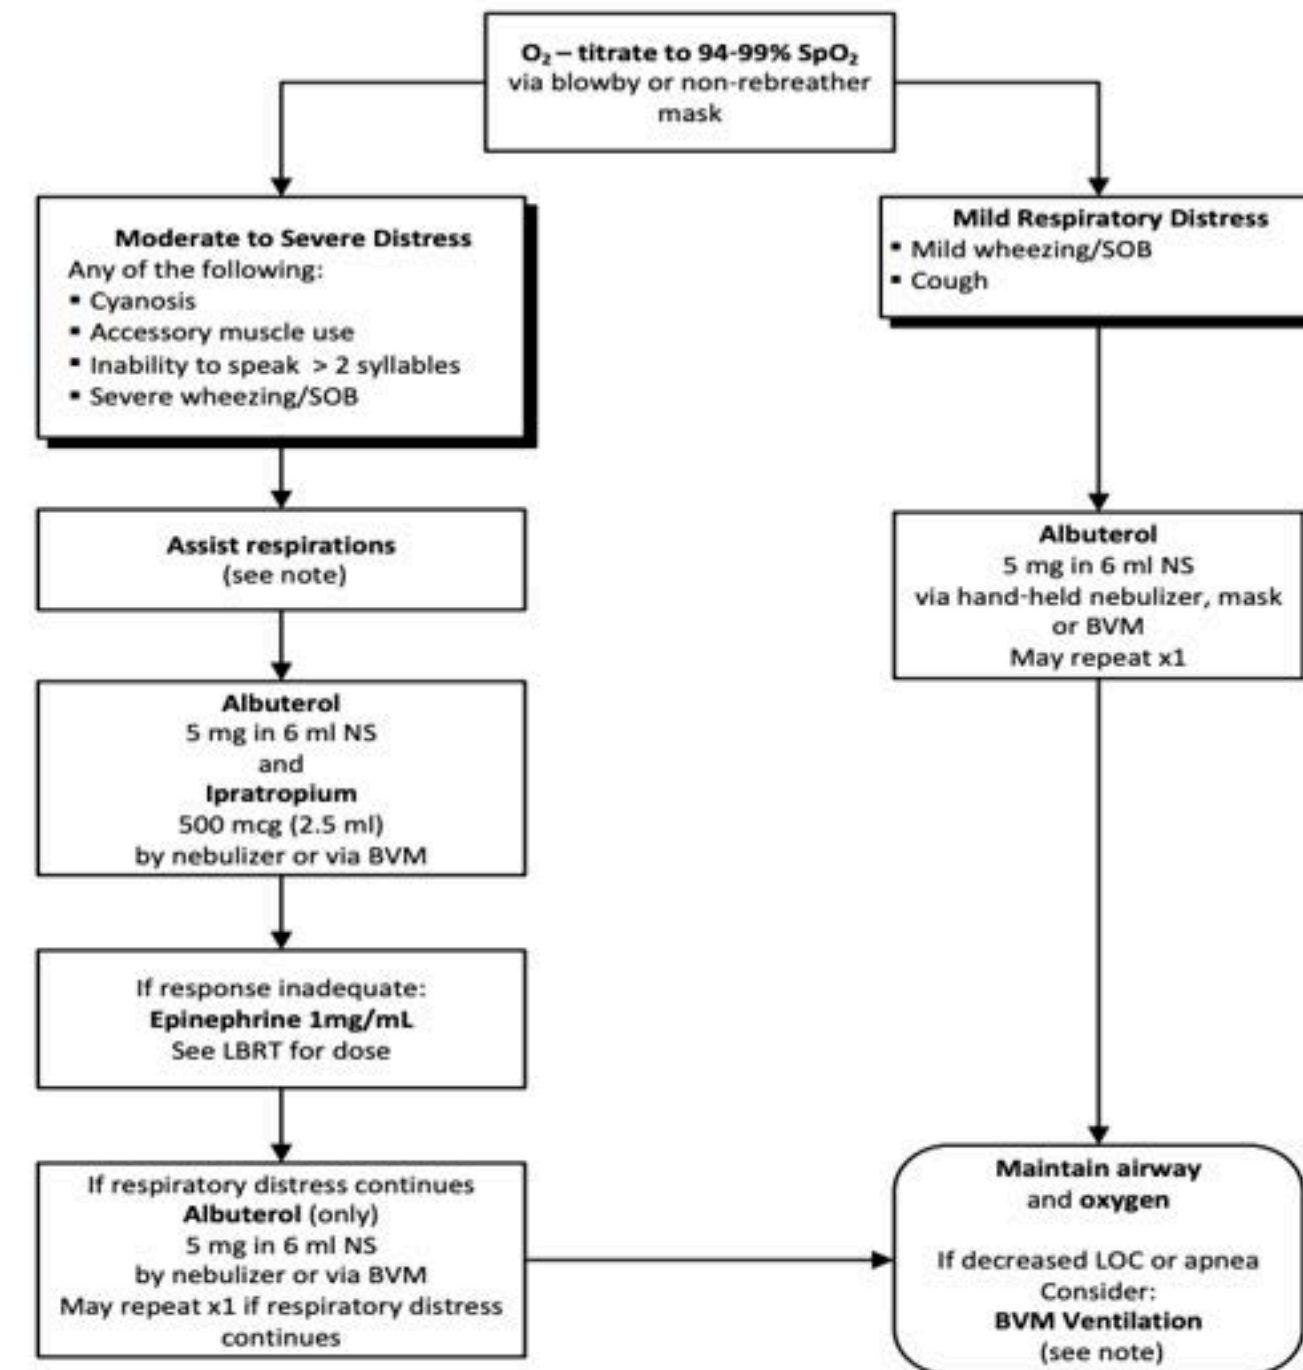 O₂ – titrate to 94-99% SpO₂
via blowby or non-rebreather
mask
Moderate to Severe Distress
Any of the following:
▪ Cyanosis
▪ Accessory muscle use
▪ Inability to speak > 2 syllables
▪ Severe wheezing/SOB
Mild Respiratory Distress
▪ Mild wheezing/SOB
▪ Cough
Assist respirations
(see note)
Albuterol
5 mg in 6 ml NS
via hand-held nebulizer, mask
or BVM
May repeat x1
Albuterol
5 mg in 6 ml NS
and
Ipratropium
500 mcg (2.5 ml)
by nebulizer or via BVM
If response inadequate:
Epinephrine 1mg/mL
See LBRT for dose
If respiratory distress continues
Albuterol (only)
5 mg in 6 ml NS
by nebulizer or via BVM
May repeat x1 if respiratory distress
continues
Maintain airway
and oxygen
If decreased LOC or apnea
Consider:
BVM Ventilation
(see note)